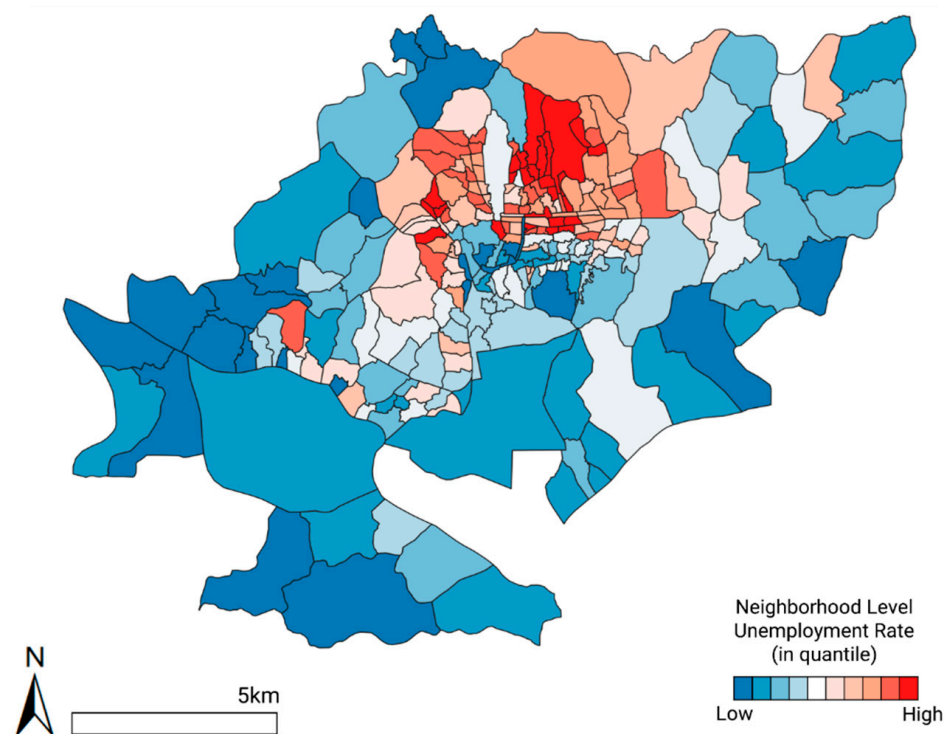 Neighborhood Level
Unemployment Rate
(in quantile)
Low
High
N
5km